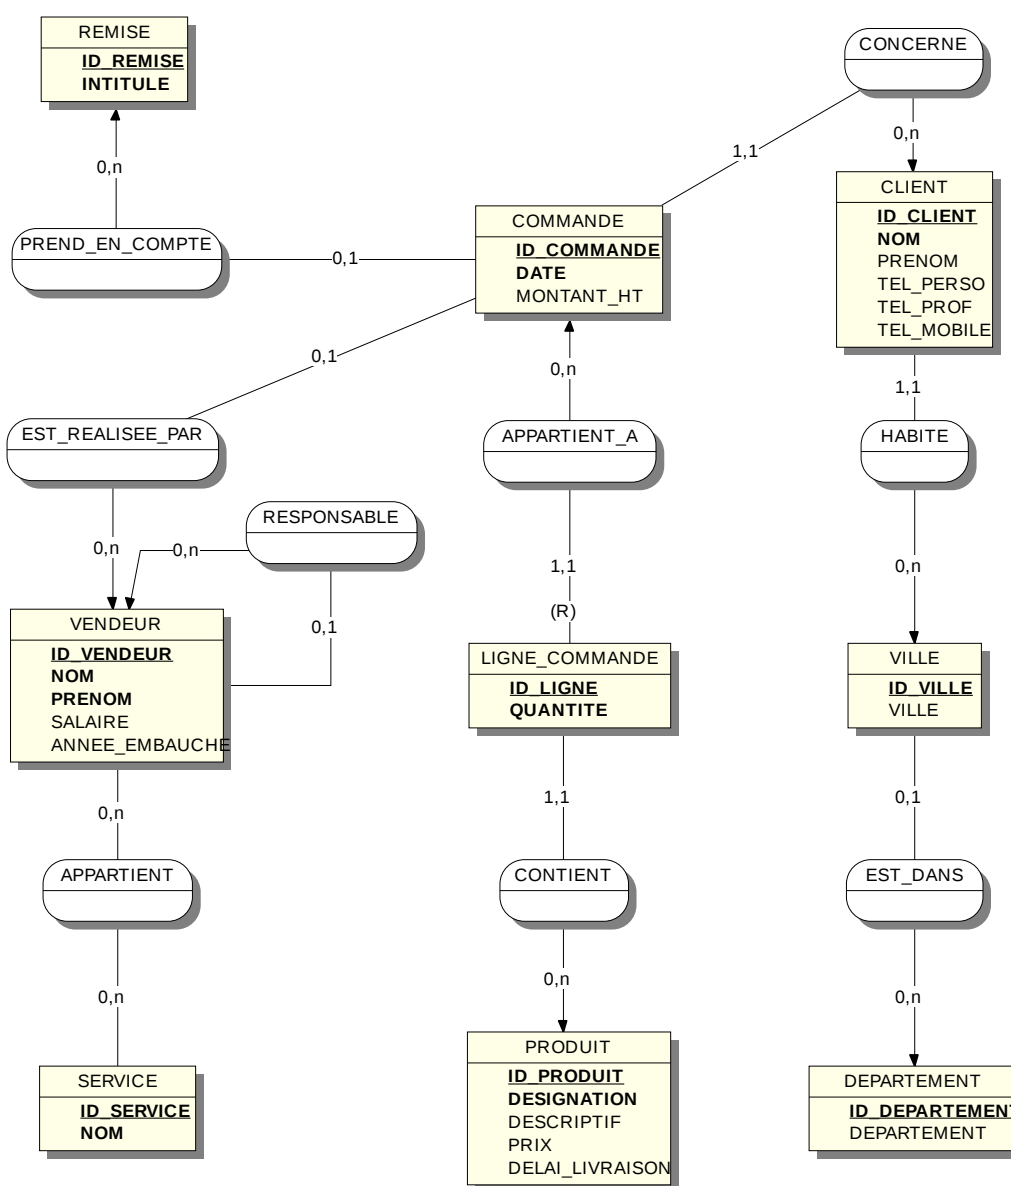 REMISE
ID_REMISE
INTITULE
CONCERNE
0,n
1,1
0,n
CLIENT
ID_CLIENT
NOM
PRENOM
TEL_PERSO
TEL_PROF
TEL_MOBILE
COMMANDE
ID_COMMANDE
DATE
MONTANT_HT
PREND_EN_COMPTE
0,1
0,1
0,n
1,1
EST_REALISEE_PAR
APPARTIENT_A
HABITE
RESPONSABLE
0,n
0,n
1,1
0,n
(R)
0,1
VENDEUR
ID_VENDEUR
NOM
PRENOM
SALAIRE
ANNEE_EMBAUCHE
LIGNE_COMMANDE
ID_LIGNE
QUANTITE
VILLE
ID_VILLE
VILLE
0,n
1,1
0,1
APPARTIENT
CONTIENT
EST_DANS
0,n
0,n
0,n
SERVICE
ID_SERVICE
NOM
PRODUIT
ID_PRODUIT
DESIGNATION
DESCRIPTIF
PRIX
DELAI_LIVRAISON
DEPARTEMENT
ID_DEPARTEMENT
DEPARTEMENT